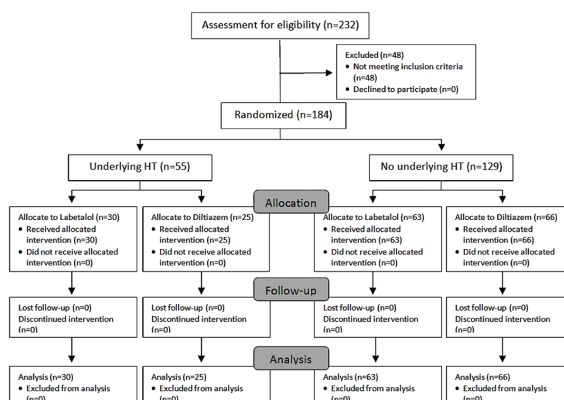 Assessment for eligibility (n=232)
Excluded (n=48)
• Not meeting inclusion criteria
(n=48)
• Declined to participate (n=0)
Randomized (n=184)
Underlying HT (n=55)
No underlying HT (n=129)
Allocation
Allocate to Labetalol (n=30)
• Received allocated
intervention (n=30)
• Did not receive allocated
intervention (n=0)
Allocate to Diltiazem (n=25)
• Received allocated
intervention (n=25)
• Did not receive allocated
intervention (n=0)
Allocate to Labetalol (n=63)
• Received allocated
intervention (n=63)
• Did not receive allocated
intervention (n=0)
Allocate to Diltiazem (n=66)
• Received allocated
intervention (n=66)
• Did not receive allocated
intervention (n=0)
Follow-up
Lost follow-up (n=0)
Discontinued intervention
(n=0)
Lost follow-up (n=0)
Discontinued intervention
(n=0)
Lost follow-up (n=0)
Discontinued intervention
(n=0)
Lost follow-up (n=0)
Discontinued intervention
(n=0)
Analysis
Analysis (n=30)
• Excluded from analysis
(n=0)
Analysis (n=25)
• Excluded from analysis
(n=0)
Analysis (n=63)
• Excluded from analysis
(n=0)
Analysis (n=66)
• Excluded from analysis
(n=0)